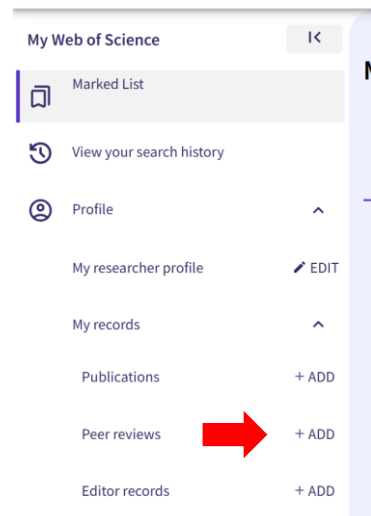 My Web of Science
Marked List
View your search history
Profile
My researcher profile EDIT
My records
Publications + ADD
Peer reviews + ADD
Editor records + ADD